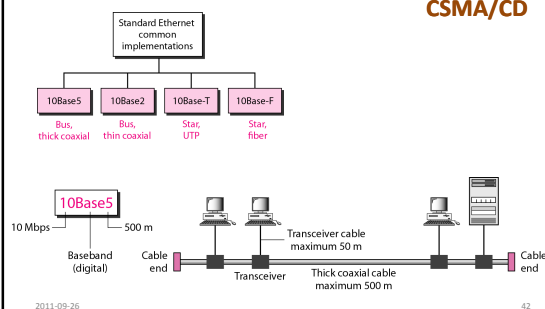 CSMA/CD
Standard Ethernet
common
implementations
10Base5
10Base2
10Base-T
10Base-F
Bus,
thick coaxial
Bus,
thin coaxial
Star,
UTP
Star,
fiber
10Base5
10 Mbps
500 m
Baseband
(digital)
Transceiver cable
maximum 50 m
Cable
end
Cable
end
Transceiver
Thick coaxial cable
maximum 500 m
2011-09-26
42